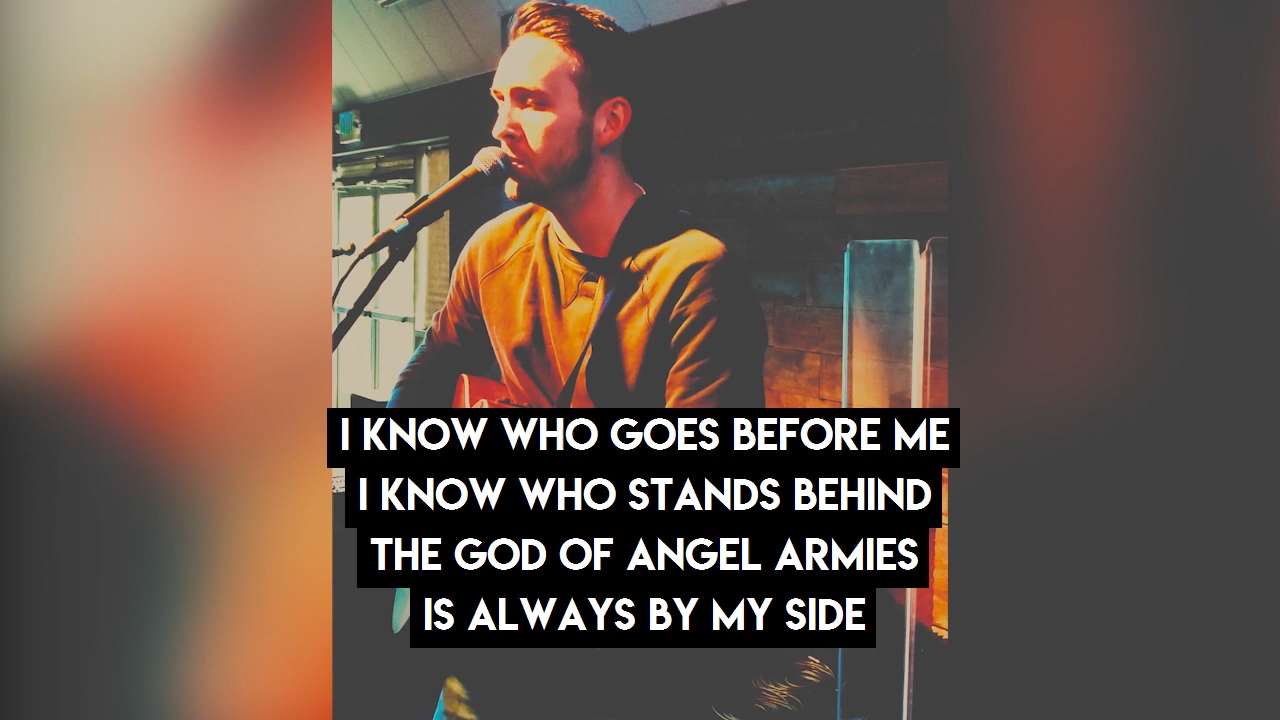 I KNOW WHO GOES BEFORE ME
I KNOW WHO STANDS BEHIND
THE GOD OF ANGEL ARMIES
IS ALWAYS BY MY SIDE